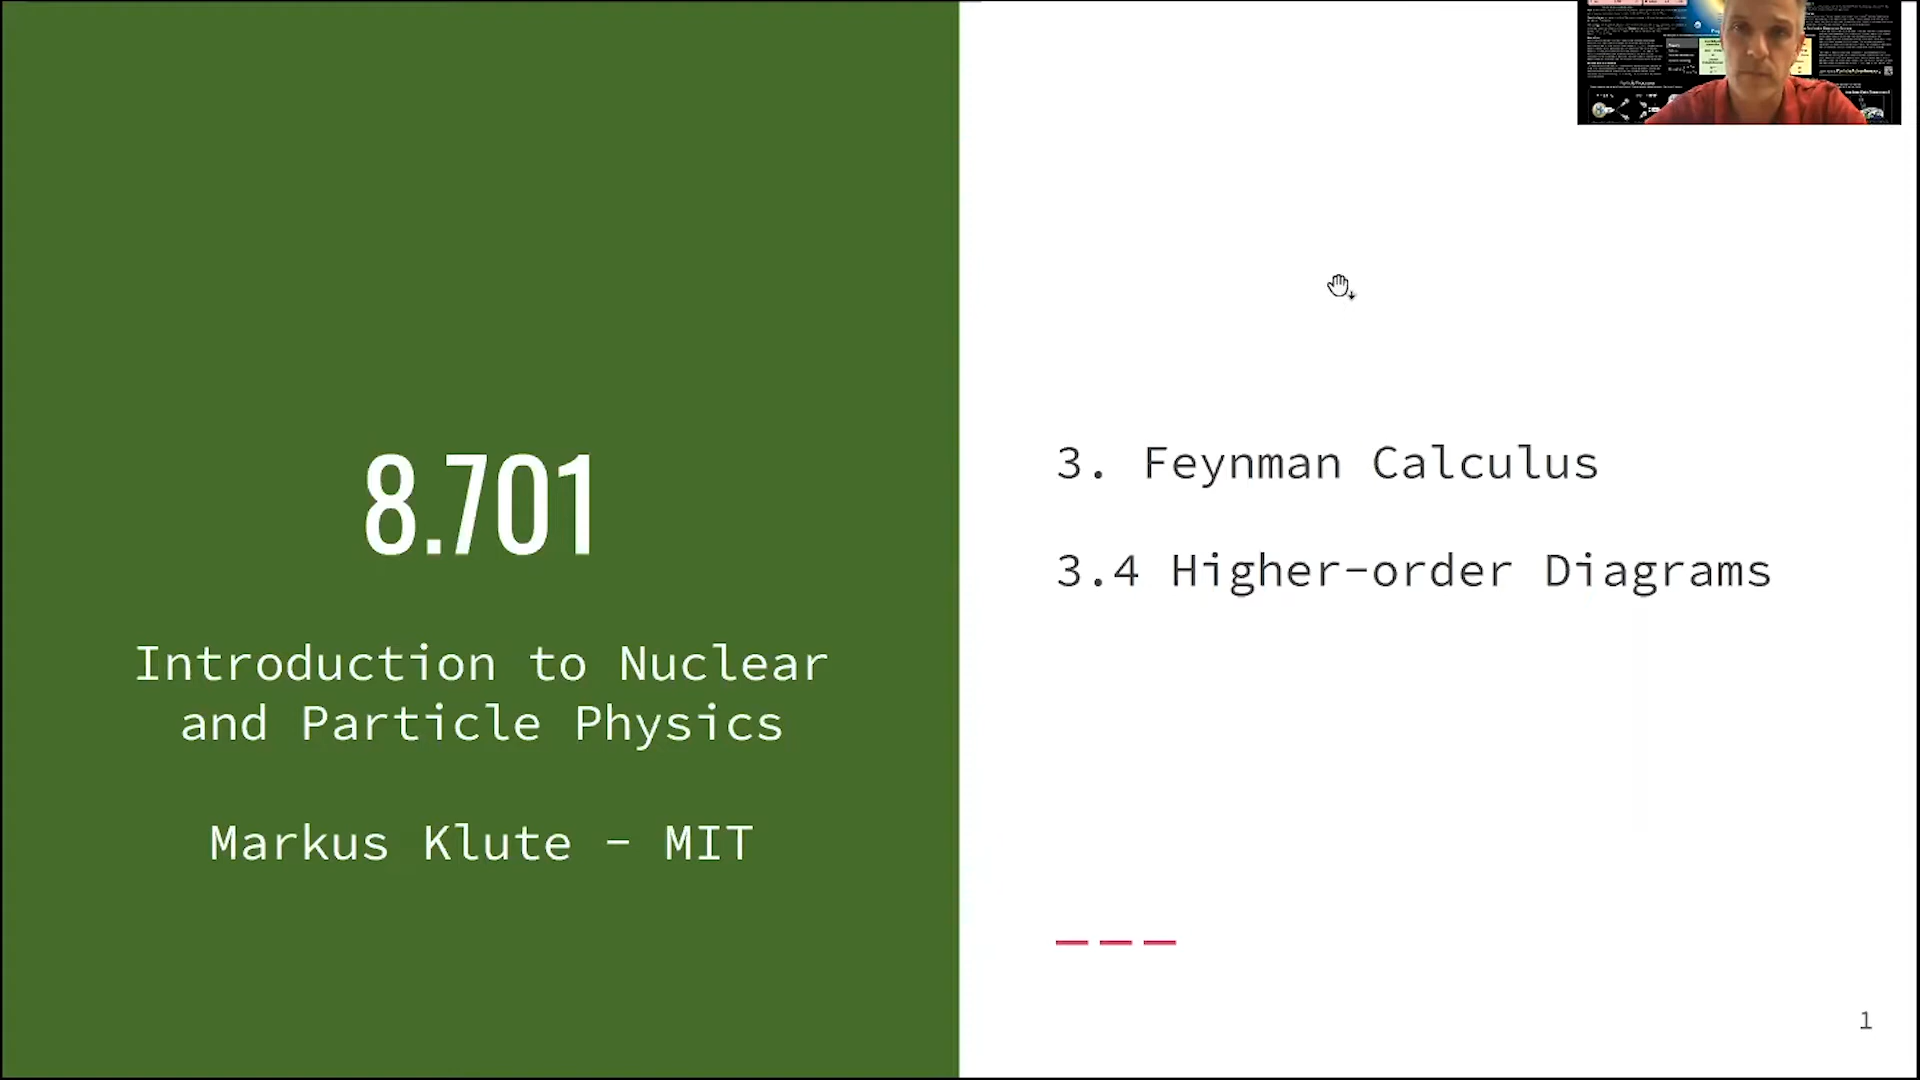 8.701
Introduction to Nuclear
and Particle Physics
Markus Klute - MIT
3. Feynman Calculus
3.4 Higher-order Diagrams
1